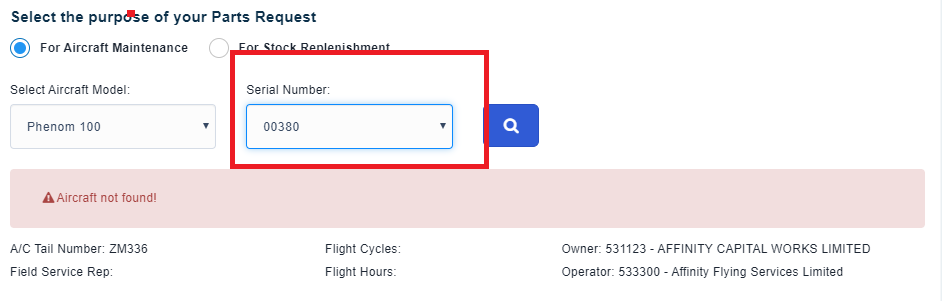 Select the purpose of your Parts Request
For Aircraft Maintenance
For Stock Replenishment
Select Aircraft Model:
Serial Number:
Phenom 100
00380
Aircraft not found!
A/C Tail Number: ZM336
Flight Cycles:
Owner: 531123 - AFFINITY CAPITAL WORKS LIMITED
Field Service Rep:
Flight Hours:
Operator: 533300 - Affinity Flying Services Limited